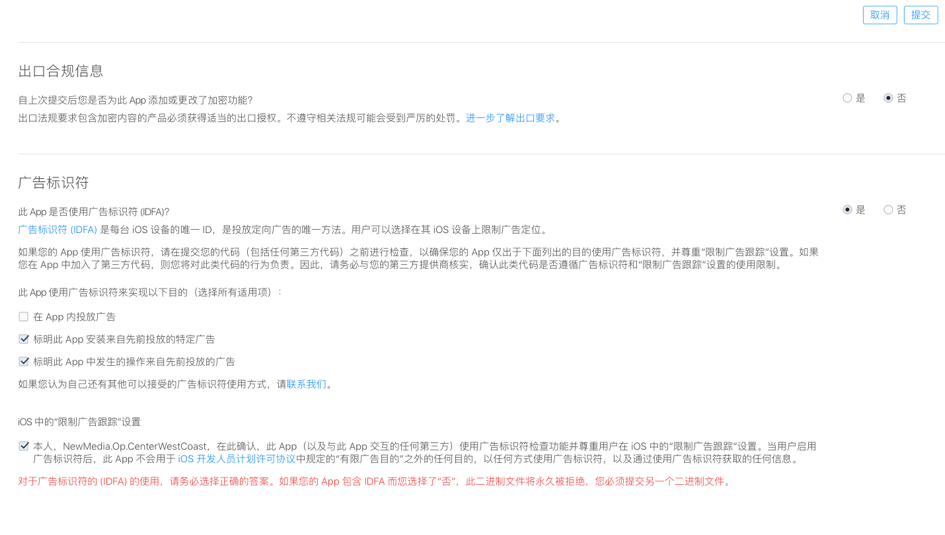 取消 提交
出口合规信息
自上次提交后您是否为此 App 添加或更改了加密功能？ 是 否
出口法规要求包含加密内容的产品必须获得适当的出口授权。不遵守相关法规可能会受到严厉的处罚。进一步了解出口要求。
广告标识符
此 App 是否使用广告标识符 (IDFA)？ 是 否
广告标识符 (IDFA) 是每台 iOS 设备的唯一 ID，是投放定向广告的唯一方法。用户可以选择在其 iOS 设备上限制广告定位。
如果您的 App 使用广告标识符，请在提交您的代码（包括任何第三方代码）之前进行检查，以确保您的 App 仅出于下面列出的目的使用广告标识符，并尊重“限制广告跟踪”设置。如果
您在 App 中加入了第三方代码，则您将对此类代码的行为负责。因此，请务必与您的第三方提供商核实，确认此类代码是否遵循广告标识符和“限制广告跟踪”设置的使用限制。
此 App 使用广告标识符来实现以下目的（选择所有适用项）：
在 App 内投放广告
标明此 App 安装来自先前投放的特定广告
标明此 App 中发生的操作来自先前投放的广告
如果您认为自己还有其他可以接受的广告标识符使用方式，请联系我们。
iOS 中的“限制广告跟踪”设置
本人，NewMedia.Op.CenterWestCoast，在此确认，此 App（以及与此 App 交互的任何第三方）使用广告标识符检查功能并尊重用户在 iOS 中的“限制广告跟踪”设置。当用户启用
广告标识符后，此 App 不会用于 iOS 开发人员计划许可协议中规定的“有限广告目的”之外的任何目的，以任何方式使用广告标识符，以及通过使用广告标识符获取的任何信息。
对于广告标识符的 (IDFA) 的使用，请务必选择正确的答案。如果您的 App 包含 IDFA 而您选择了“否”，此二进制文件将永久被拒绝，您必须提交另一个二进制文件。